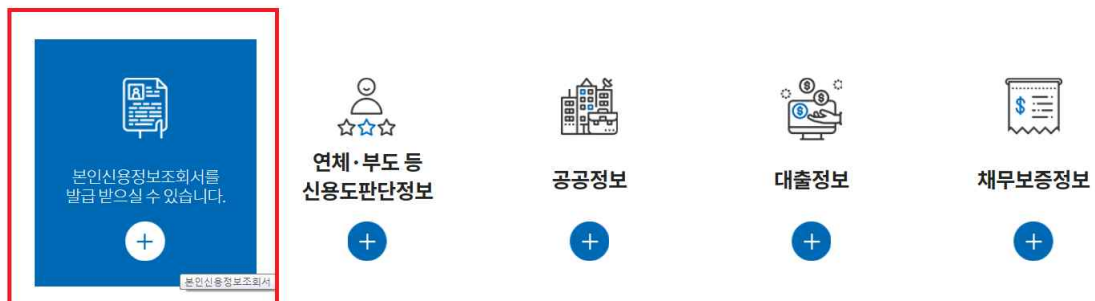 본인신용정보조회서를
발급 받으실 수 있습니다.
본인신용정보조회서
연체·부도 등
신용도판단정보
공공정보
대출정보
채무보증정보